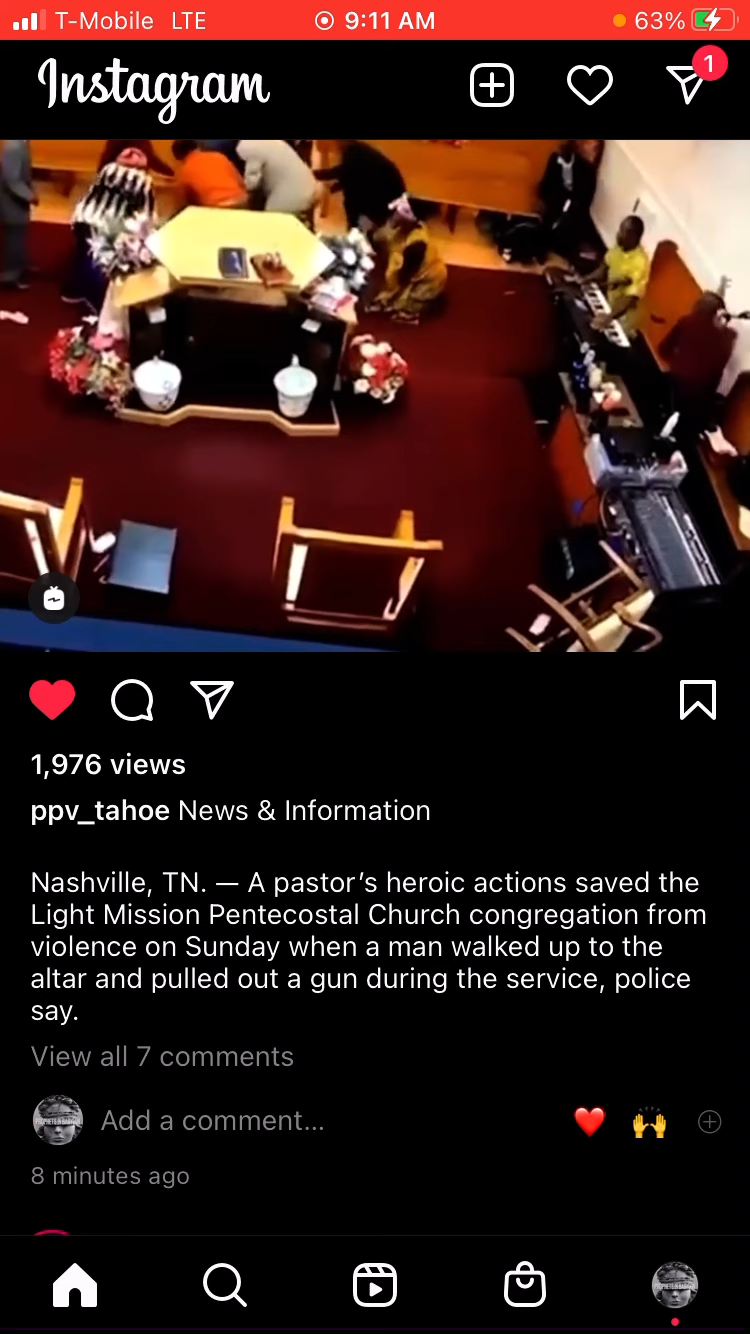 T-Mobile LTE 9:11 AM 63%
Instagram
1
1,976 views
ppv_tahoe News & Information
Nashville, TN. — A pastor’s heroic actions saved the
Light Mission Pentecostal Church congregation from
violence on Sunday when a man walked up to the
altar and pulled out a gun during the service, police
say.
View all 7 comments
Add a comment...
8 minutes ago